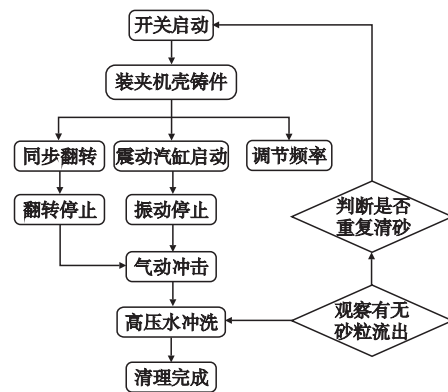 开关启动
装夹机壳铸件
同步翻转
震动汽缸启动
调节频率
翻转停止
振动停止
判断是否
重复清砂
气动冲击
高压水冲洗
观察有无
砂粒流出
清理完成